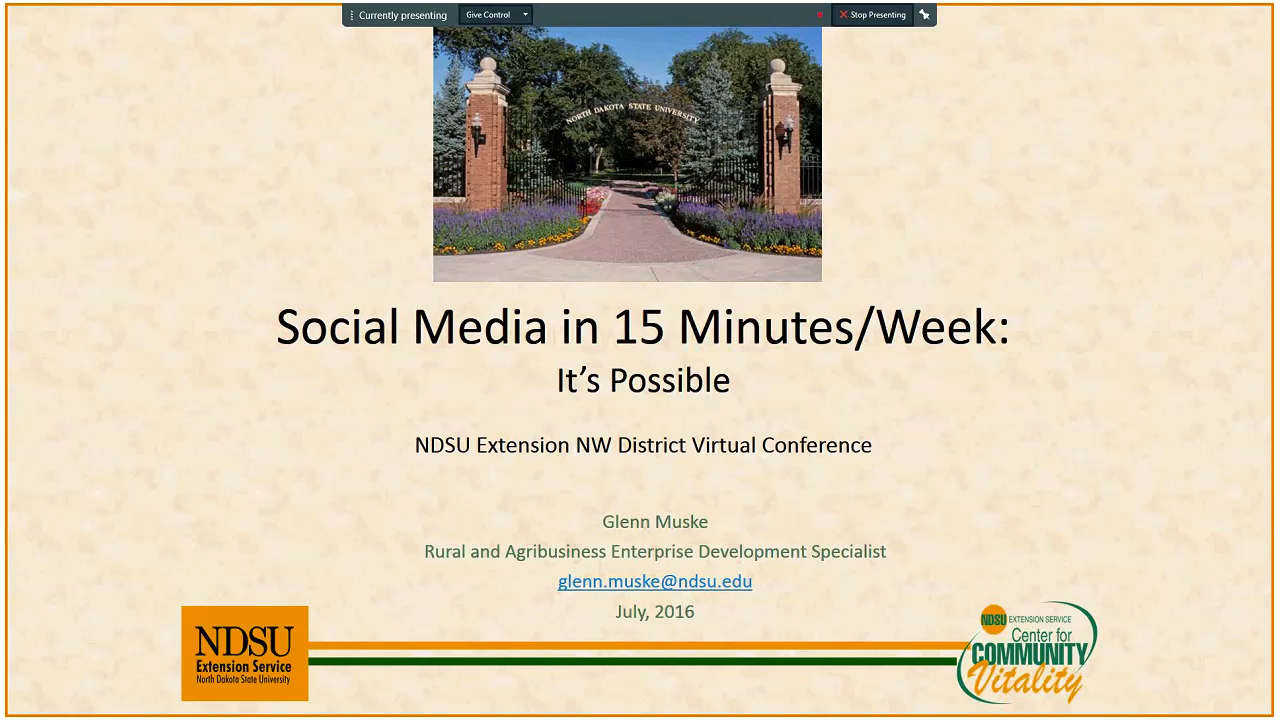 Currently presenting
Give Control
Stop Presenting
NORTH DAKOTA STATE UNIVERSITY
Social Media in 15 Minutes/Week:
It’s Possible
NDSU Extension NW District Virtual Conference
Glenn Muske
Rural and Agribusiness Enterprise Development Specialist
glenn.muske@ndsu.edu
July, 2016
NDSU
Extension Service
North Dakota State University
NDSU EXTENSION SERVICE
Center for
COMMUNITY
Vitality